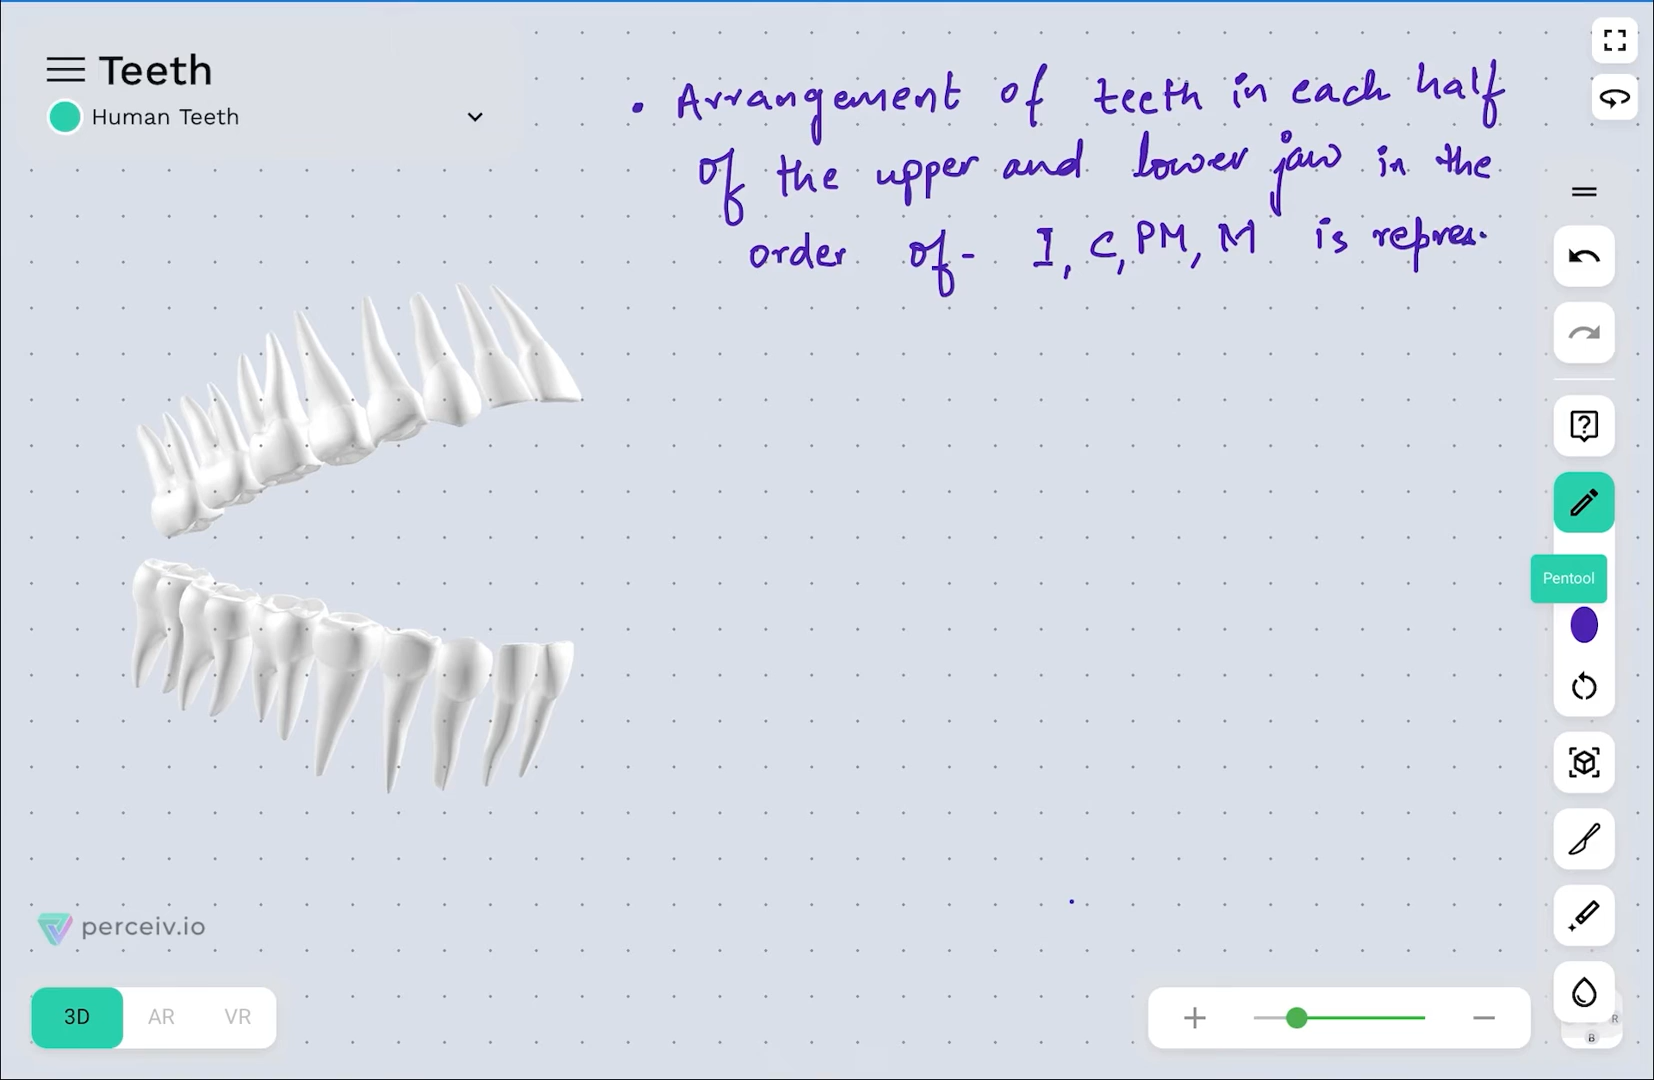 Teeth
Human Teeth
• Arrangement of teeth in each half
of the upper and lower jaw in the
order of - I, C, PM, M is repres.
Pentool
perceiv.io
3D AR VR
R
B